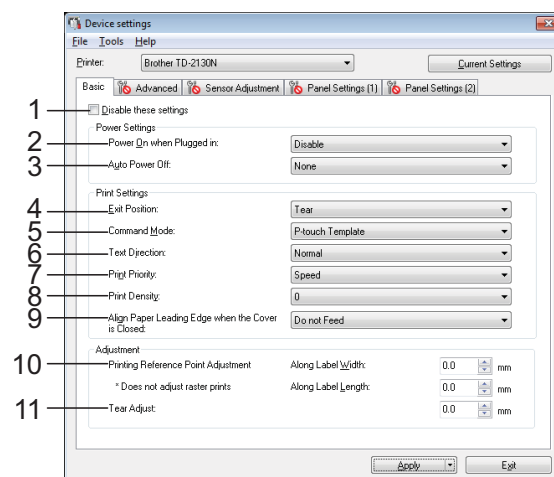 Device settings
File Tools Help
Printer: Brother TD-2130N Current Settings
Basic Advanced Sensor Adjustment Panel Settings (1) Panel Settings (2)
1 Disable these settings
Power Settings
2 Power On when Plugged in: Disable
3 Auto Power Off: None
Print Settings
4 Exit Position: Tear
5 Command Mode: P-touch Template
6 Text Direction: Normal
7 Print Priority: Speed
8 Print Density: 0
9 Align Paper Leading Edge when the Cover Do not Feed
is Closed:
Adjustment
10 Printing Reference Point Adjustment Along Label Width: 0.0 mm
* Does not adjust raster prints Along Label Length: 0.0 mm
11 Tear Adjust: 0.0 mm
Apply Exit